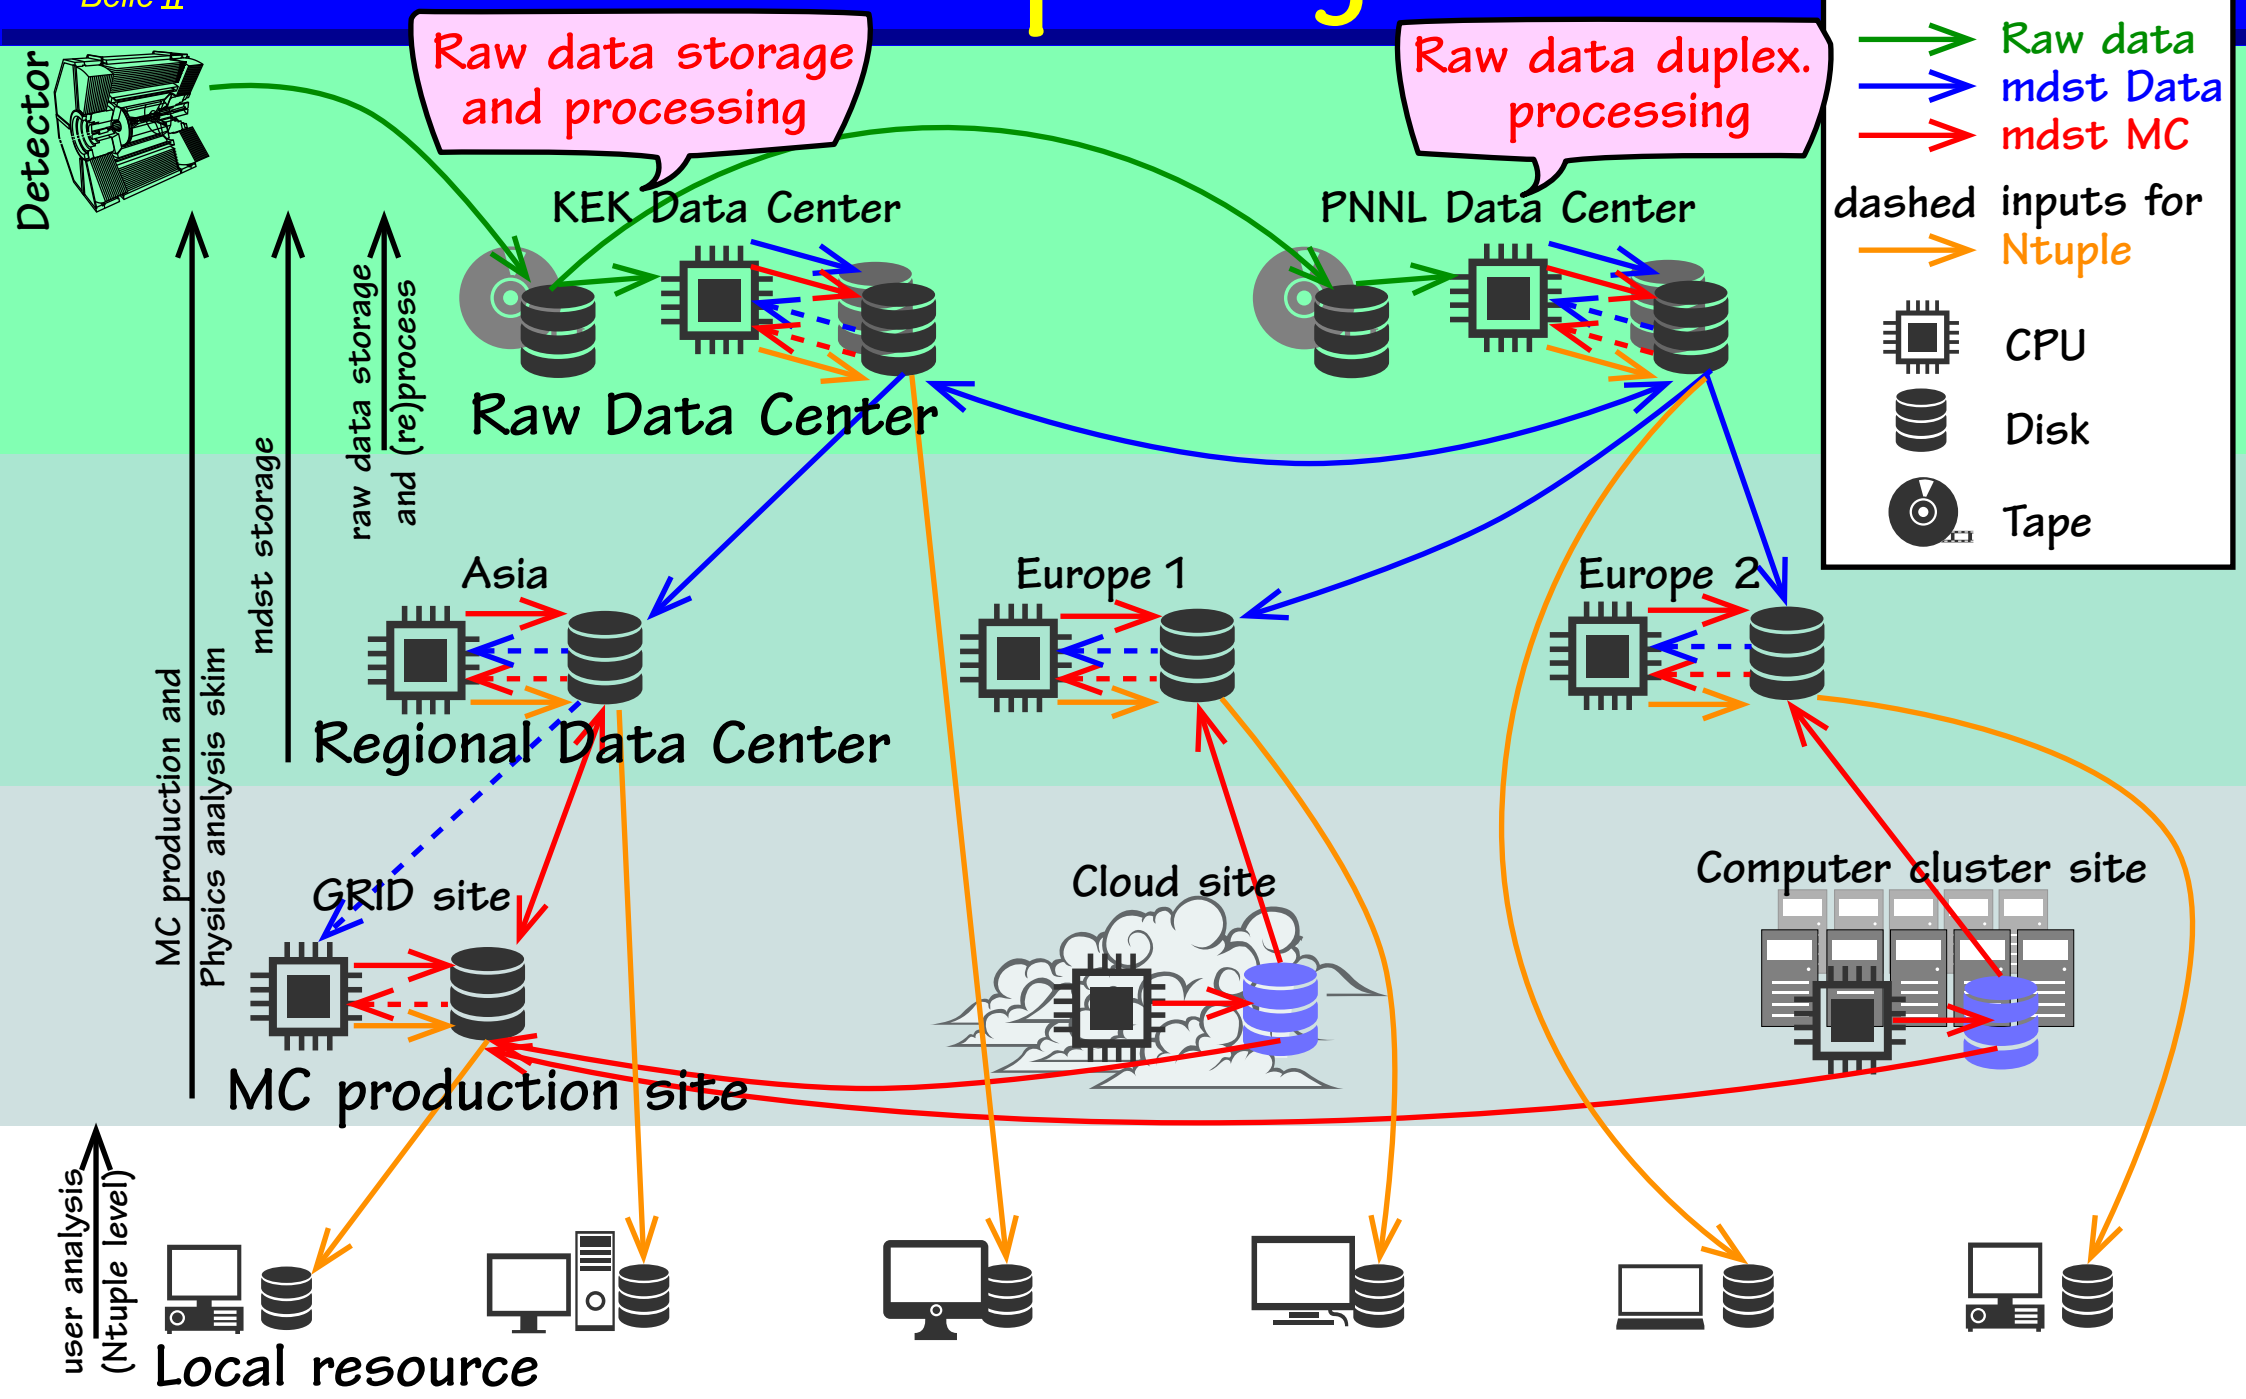 Belle II
Detector
Raw data storage
and processing
Raw data duplex.
processing
Raw data
mdst Data
mdst MC
dashed inputs for
Ntuple
CPU
Disk
Tape
KEK Data Center
PNNL Data Center
raw data storage
and (re)process
Raw Data Center
mdst storage
Asia
Europe 1
Europe 2
Regional Data Center
MC production and
Physics analysis skim
GRID site
Cloud site
Computer cluster site
MC production site
user analysis
(Ntuple level)
Local resource